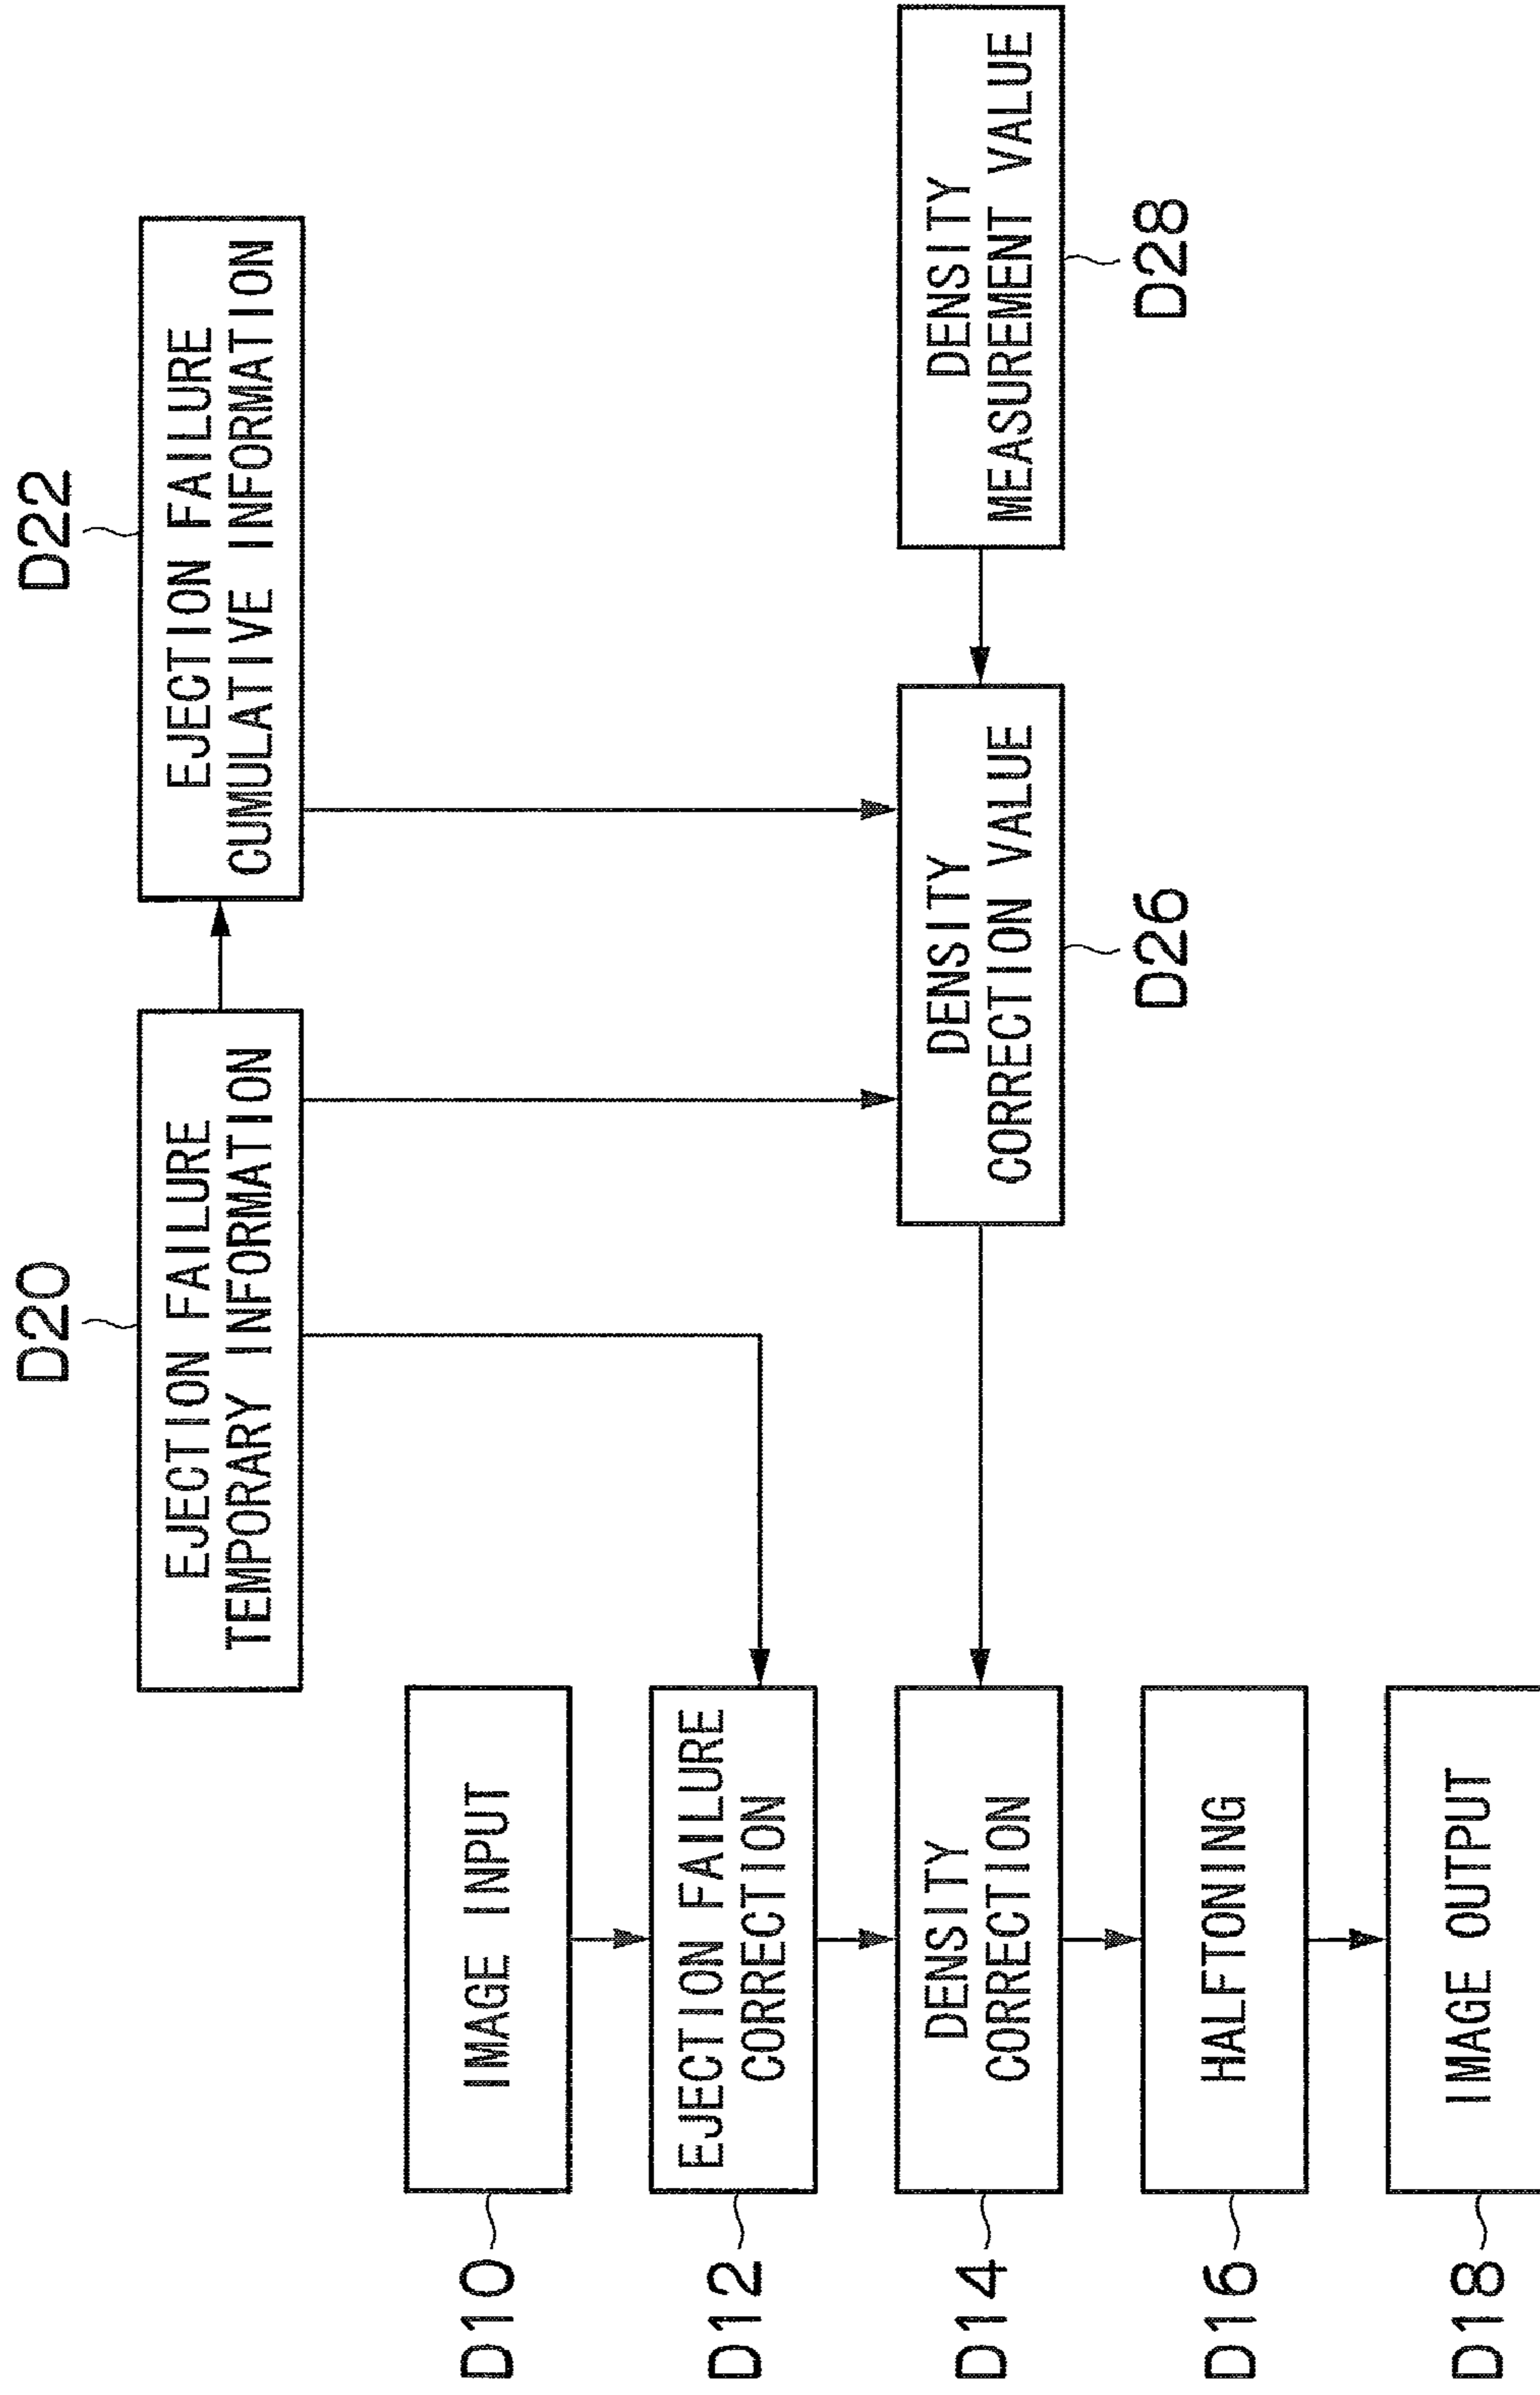 D10
IMAGE INPUT
D12
EJECTION FAILURE
CORRECTION
D14
DENSITY
CORRECTION
D16
HALFTONING
D18
IMAGE OUTPUT
D20
EJECTION FAILURE
TEMPORARY INFORMATION
D22
EJECTION FAILURE
CUMULATIVE INFORMATION
DENSITY
CORRECTION VALUE
D26
DENSITY
MEASUREMENT VALUE
D28